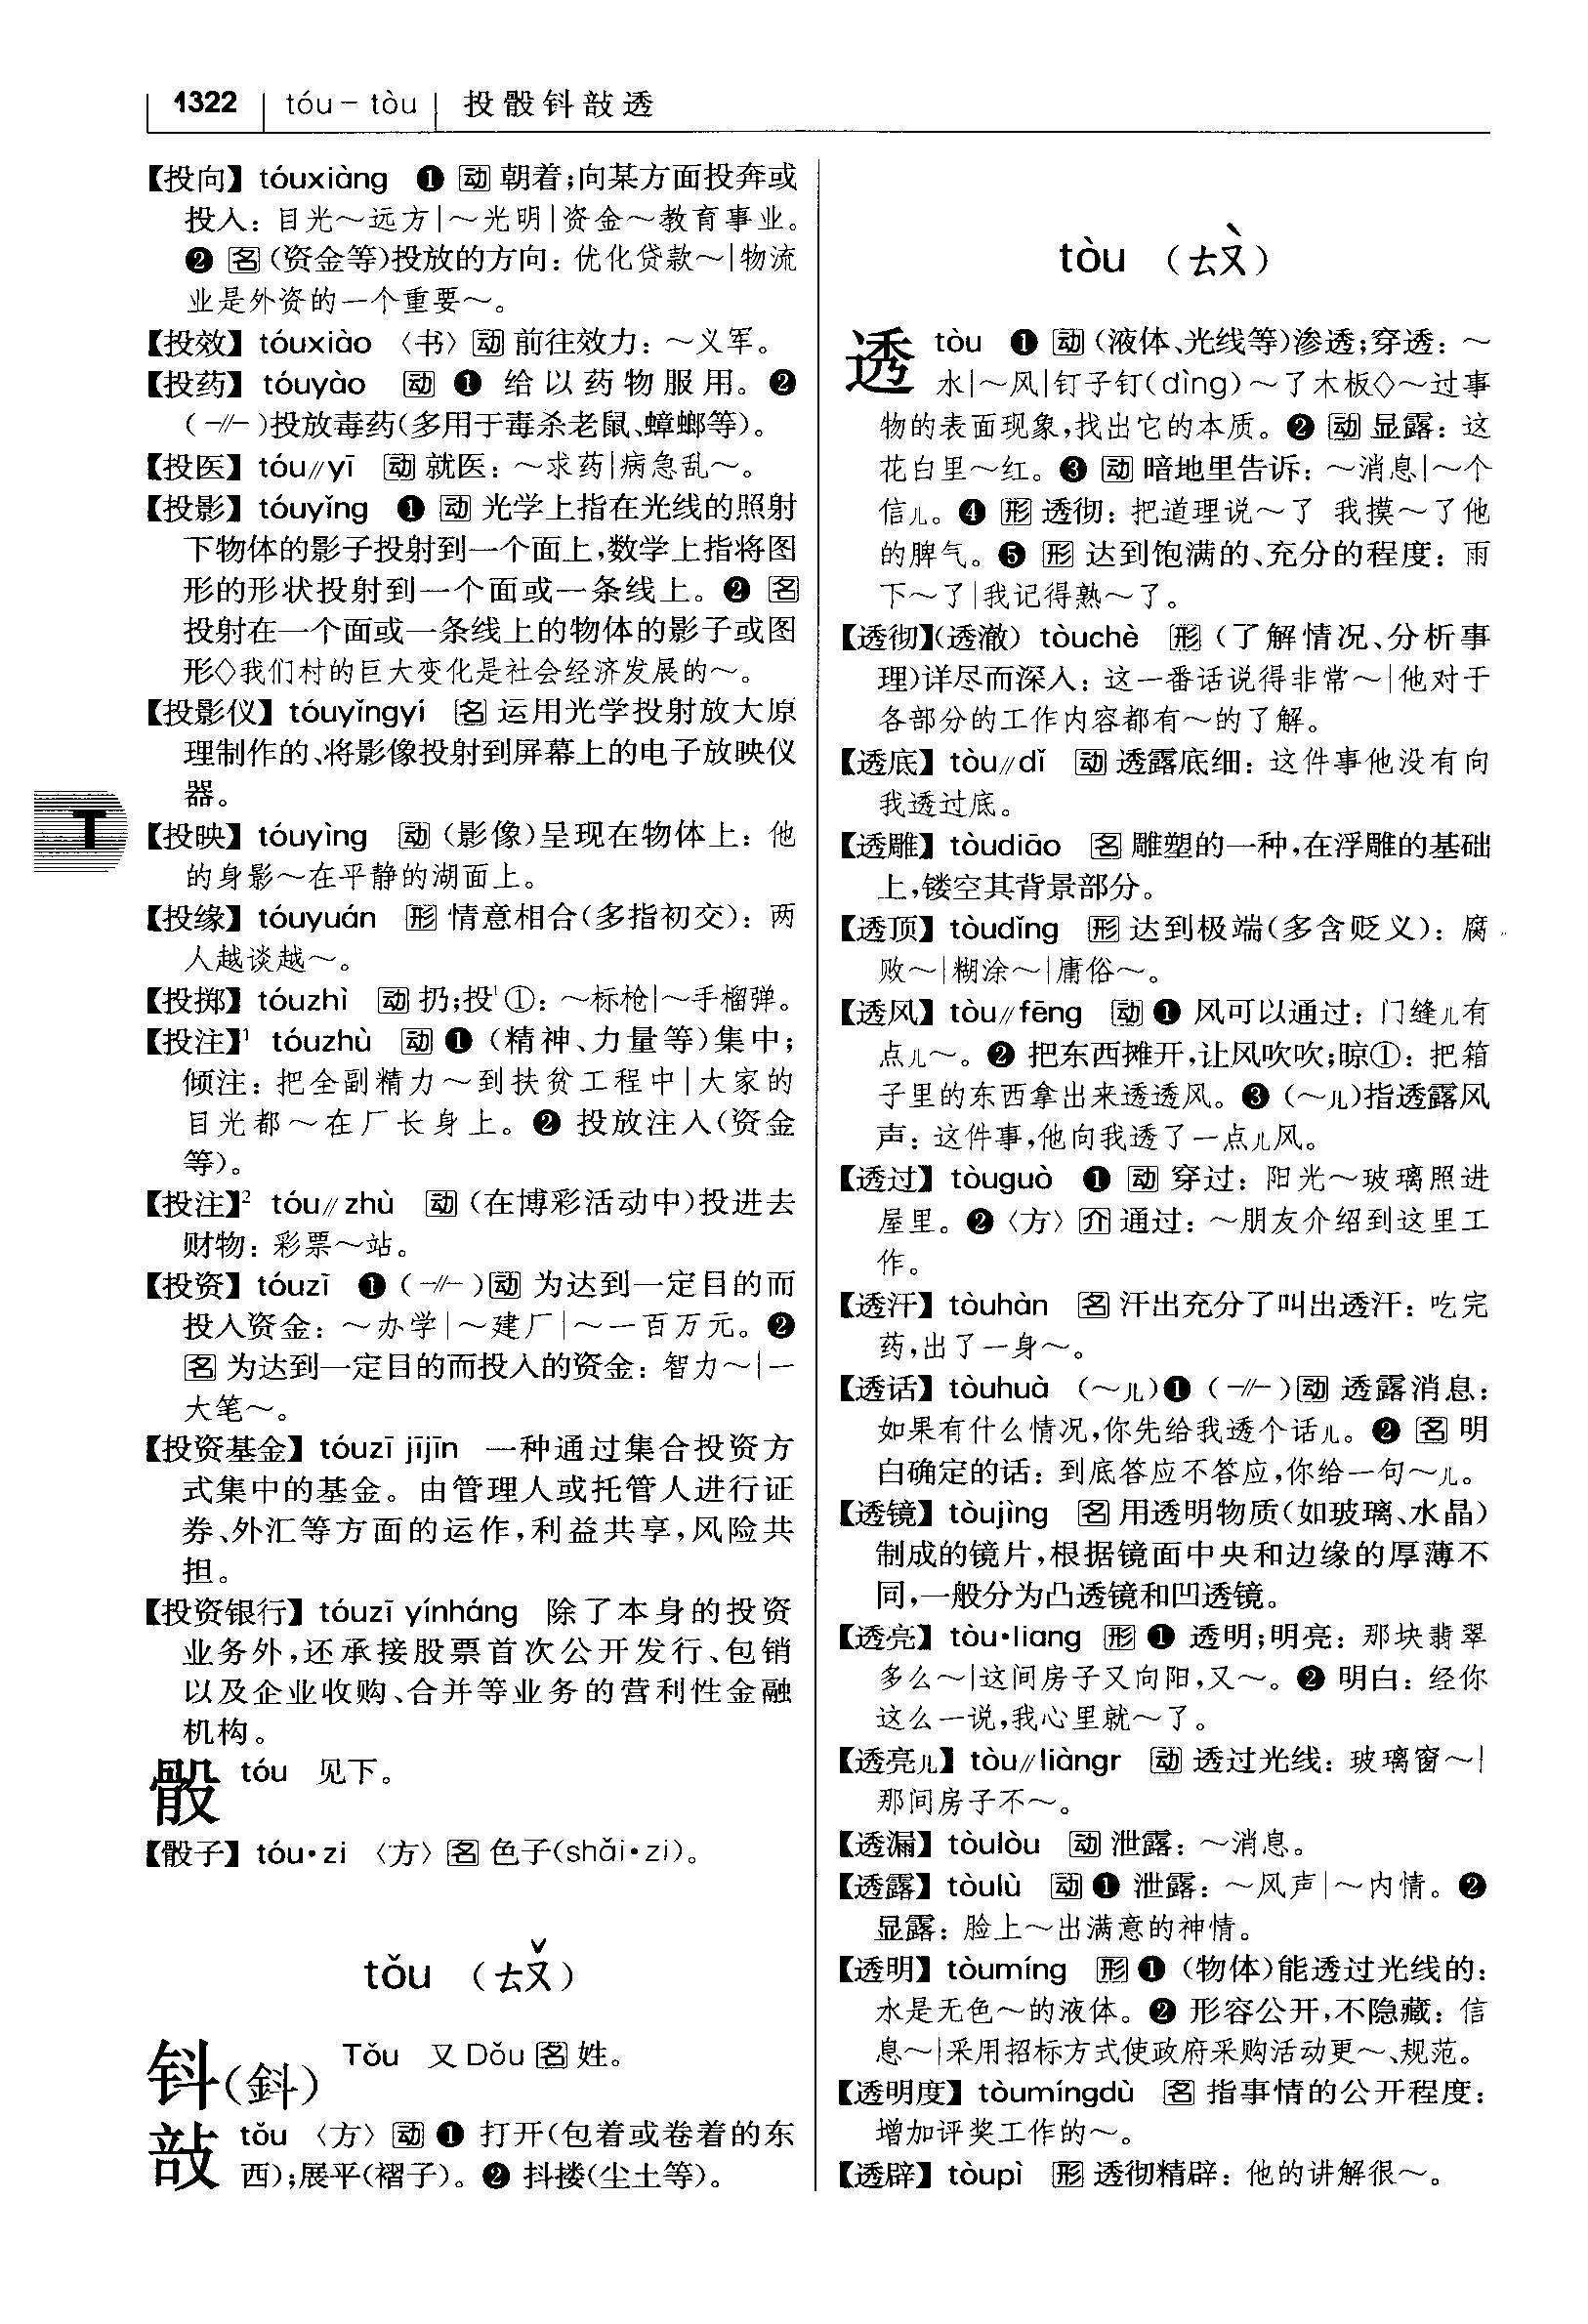 1322 tóu－tòu 投骰钭敨透
【投向】 tóuxiàng ❶ 动 朝着；向某方面投奔或
投入：目光～远方|～光明|资金～教育事业。
❷ 名 (资金等)投放的方向：优化贷款～|物流
业是外资的一个重要～。
【投效】 tóuxiào 〈书〉 动 前往效力：～义军。
【投药】 tóuyào 动 ❶ 给以药物服用。❷
(-//-)投放毒药(多用于毒杀老鼠、蟑螂等)。
【投医】 tóu//yī 动 就医：～求药|病急乱～。
【投影】 tóuyǐng ❶ 动 光学上指在光线的照射
下物体的影子投射到一个面上，数学上指将图
形的形状投射到一个面或一条线上。❷ 名
投射在一个面或一条线上的物体的影子或图
形◇我们村的巨大变化是社会经济发展的～。
【投影仪】 tóuyǐngyí 名 运用光学投射放大原
理制作的、将影像投射到屏幕上的电子放映仪
器。
T
【投映】 tóuyìng 动 (影像)呈现在物体上：他
的身影～在平静的湖面上。
【投缘】 tóuyuán 形 情意相合(多指初交)：两
人越谈越～。
【投掷】 tóuzhì 动 扔；投¹①：～标枪|～手榴弹。
【投注】¹ tóuzhù 动 ❶ (精神、力量等)集中；
倾注：把全副精力～到扶贫工程中|大家的
目光都～在厂长身上。❷ 投放注入(资金
等)。
【投注】² tóu//zhù 动 (在博彩活动中)投进去
财物：彩票～站。
【投资】 tóuzī ❶ (-//-) 动 为达到一定目的而
投入资金：～办学|～建厂|～一百万元。❷
名 为达到一定目的而投入的资金：智力～|一
大笔～。
【投资基金】 tóuzī jījīn 一种通过集合投资方
式集中的基金。由管理人或托管人进行证
券、外汇等方面的运作，利益共享，风险共
担。
【投资银行】 tóuzī yínháng 除了本身的投资
业务外，还承接股票首次公开发行、包销
以及企业收购、合并等业务的营利性金融
机构。
骰 tóu 见下。
【骰子】 tóu·zi 〈方〉 名 色子(shǎi·zi)。
tǒu (ㄊㄡˇ)
钭(鈄) Tǒu 又 Dǒu 名 姓。
敨 tǒu 〈方〉 动 ❶ 打开(包着或卷着的东
西)；展平(褶子)。❷ 抖搂(尘土等)。
tòu (ㄊㄡˋ)
透 tòu ❶ 动 (液体、光线等)渗透；穿透：～
水|～风|钉子钉(dìng)～了木板◇～过事
物的表面现象，找出它的本质。❷ 动 显露：这
花白里～红。❸ 动 暗地里告诉：～消息|～个
信儿。❹ 形 透彻：把道理说～了 我摸～了他
的脾气。❺ 形 达到饱满的、充分的程度：雨
下～了|我记得熟～了。
【透彻】(透澈) tòuchè 形 (了解情况、分析事
理)详尽而深入：这一番话说得非常～|他对于
各部分的工作内容都有～的了解。
【透底】 tòu//dǐ 动 透露底细：这件事他没有向
我透过底。
【透雕】 tòudiāo 名 雕塑的一种，在浮雕的基础
上，镂空其背景部分。
【透顶】 tòudǐng 形 达到极端(多含贬义)：腐
败～|糊涂～|庸俗～。
【透风】 tòu//fēng 动 ❶ 风可以通过：门缝儿有
点儿～。❷ 把东西摊开，让风吹吹；晾①：把箱
子里的东西拿出来透透风。❸ (～儿)指透露风
声：这件事，他向我透了一点儿风。
【透过】 tòuguò ❶ 动 穿过：阳光～玻璃照进
屋里。❷ 〈方〉 介 通过：～朋友介绍到这里工
作。
【透汗】 tòuhàn 名 汗出充分了叫出透汗：吃完
药，出了一身～。
【透话】 tòuhuà (～儿)❶ (-//-) 动 透露消息：
如果有什么情况，你先给我透个话儿。❷ 名 明
白确定的话：到底答应不答应，你给一句～儿。
【透镜】 tòujìng 名 用透明物质(如玻璃、水晶)
制成的镜片，根据镜面中央和边缘的厚薄不
同，一般分为凸透镜和凹透镜。
【透亮】 tòu·liang 形 ❶ 透明；明亮：那块翡翠
多么～|这间房子又向阳，又～。❷ 明白：经你
这么一说，我心里就～了。
【透亮儿】 tòu//liàngr 动 透过光线：玻璃窗～|
那间房子不～。
【透漏】 tòulòu 动 泄露：～消息。
【透露】 tòulù 动 ❶ 泄露：～风声|～内情。❷
显露：脸上～出满意的神情。
【透明】 tòumíng 形 ❶ (物体)能透过光线的：
水是无色～的液体。❷ 形容公开，不隐藏：信
息～|采用招标方式使政府采购活动更～、规范。
【透明度】 tòumíngdù 名 指事情的公开程度：
增加评奖工作的～。
【透辟】 tòupì 形 透彻精辟：他的讲解很～。